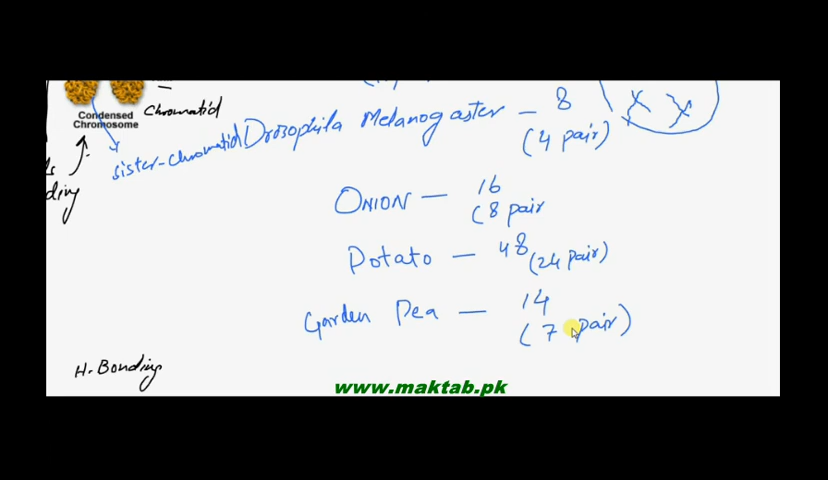 Condensed
Chromosome
Chromatid
sister-chromatid
Drosophila Melanogaster - 8
(4 pair)
ding
Onion - 16
(8 pair
Potato - 48 (24 pair)
Garden Pea - 14
(7 pair)
H. Bonding
www.maktab.pk